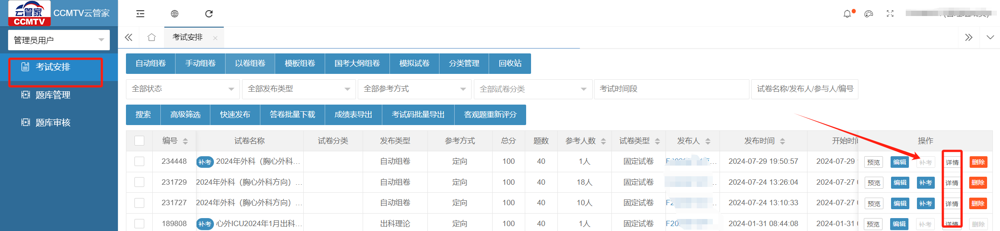 云管家
CCMTV
CCMTV云管家
管理员用户
考试安排
题库管理
题库审核
考试安排
自动组卷 手动组卷 以卷组卷 模板组卷 国考大纲组卷 模拟试卷 分类管理 回收站
全部状态 全部发布类型 全部参考方式 全部试卷分类 考试时间段 试卷名称/发布人/参与人/编号
搜索 高级筛选 快速发布 答卷批量下载 成绩表导出 考试码批量导出 客观题重新评分
编号 试卷名称 试卷分类 发布类型 参考方式 总分 题数 参考人数 试卷类型 发布人 发布时间 开始时间 操作
234448 补考 2024年外科（胸心外科... 自动组卷 定向 100 40 1人 固定试卷 2024-07-29 19:50:57 2024-07-29 预览 编辑 补考 详情 删除
231729 2024年外科（胸心外科方向）... 自动组卷 定向 100 40 18人 固定试卷 2024-07-24 13:26:04 2024-07-27 预览 编辑 补考 详情 删除
231727 2024年外科（胸心外科方向）... 自动组卷 定向 100 40 10人 固定试卷 2024-07-24 13:10:33 2024-07-27 预览 编辑 补考 详情 删除
189808 补考 心外ICU2024年1月出科... 出科理论 定向 100 40 1人 固定试卷 2024-01-31 08:44:08 2024-01-31 预览 编辑 补考 详情 删除